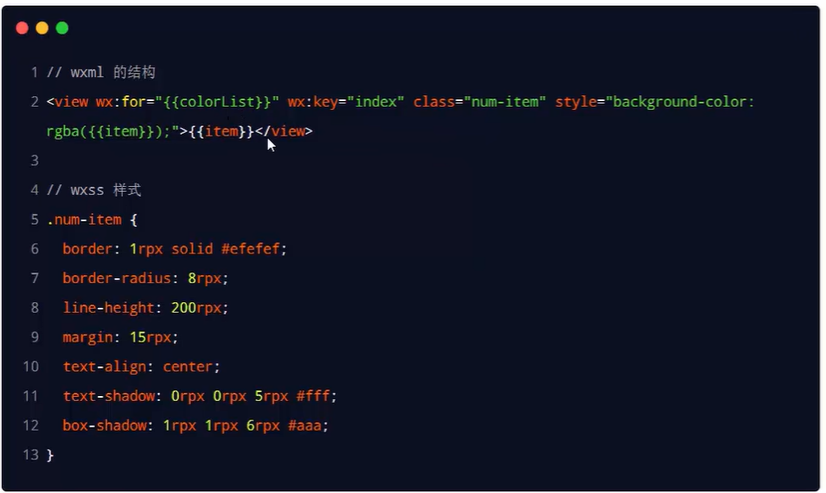 1 // wxml 的结构
2 <view wx:for="{{colorList}}" wx:key="index" class="num-item" style="background-color:
rgba({{item}});">{{item}}</view>
3
4 // wxss 样式
5 .num-item {
6   border: 1rpx solid #efefef;
7   border-radius: 8rpx;
8   line-height: 200rpx;
9   margin: 15rpx;
10   text-align: center;
11   text-shadow: 0rpx 0rpx 5rpx #fff;
12   box-shadow: 1rpx 1rpx 6rpx #aaa;
13 }